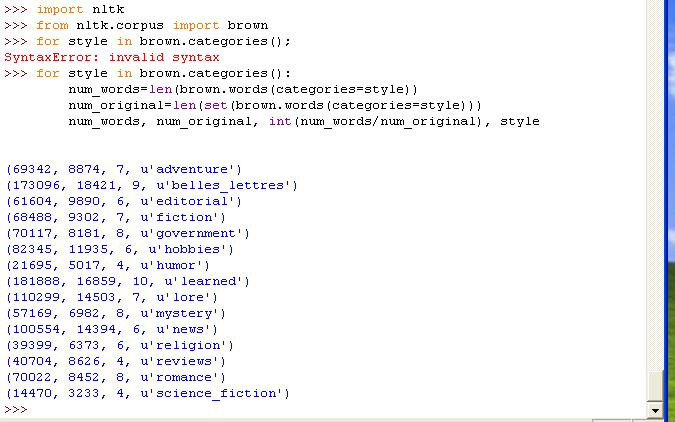 >>> import nltk
>>> from nltk.corpus import brown
>>> for style in brown.categories();
SyntaxError: invalid syntax
>>> for style in brown.categories():
        num_words=len(brown.words(categories=style))
        num_original=len(set(brown.words(categories=style)))
        num_words, num_original, int(num_words/num_original), style
(69342, 8874, 7, u'adventure')
(173096, 18421, 9, u'belles_lettres')
(61604, 9890, 6, u'editorial')
(68488, 9302, 7, u'fiction')
(70117, 8181, 8, u'government')
(82345, 11935, 6, u'hobbies')
(21695, 5017, 4, u'humor')
(181888, 16859, 10, u'learned')
(110299, 14503, 7, u'lore')
(57169, 6982, 8, u'mystery')
(100554, 14394, 6, u'news')
(39399, 6373, 6, u'religion')
(40704, 8626, 4, u'reviews')
(70022, 8452, 8, u'romance')
(14470, 3233, 4, u'science_fiction')
>>>